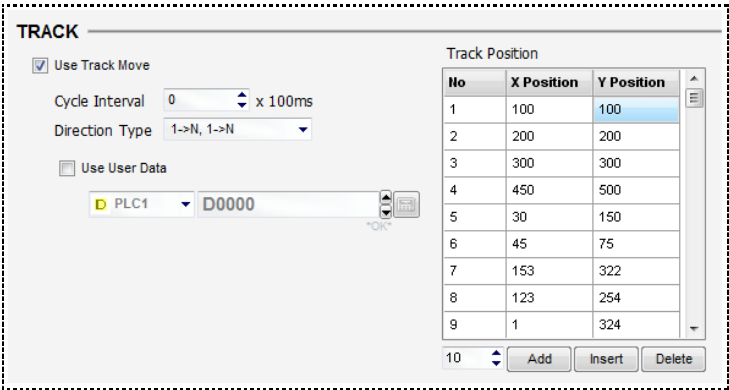 TRACK
Use Track Move
Cycle Interval 0 x 100ms
Direction Type 1->N, 1->N
Use User Data
D PLC1 D0000
*OK*
Track Position
No X Position Y Position
1 100 100
2 200 200
3 300 300
4 450 500
5 30 150
6 45 75
7 153 322
8 123 254
9 1 324
10 Add Insert Delete